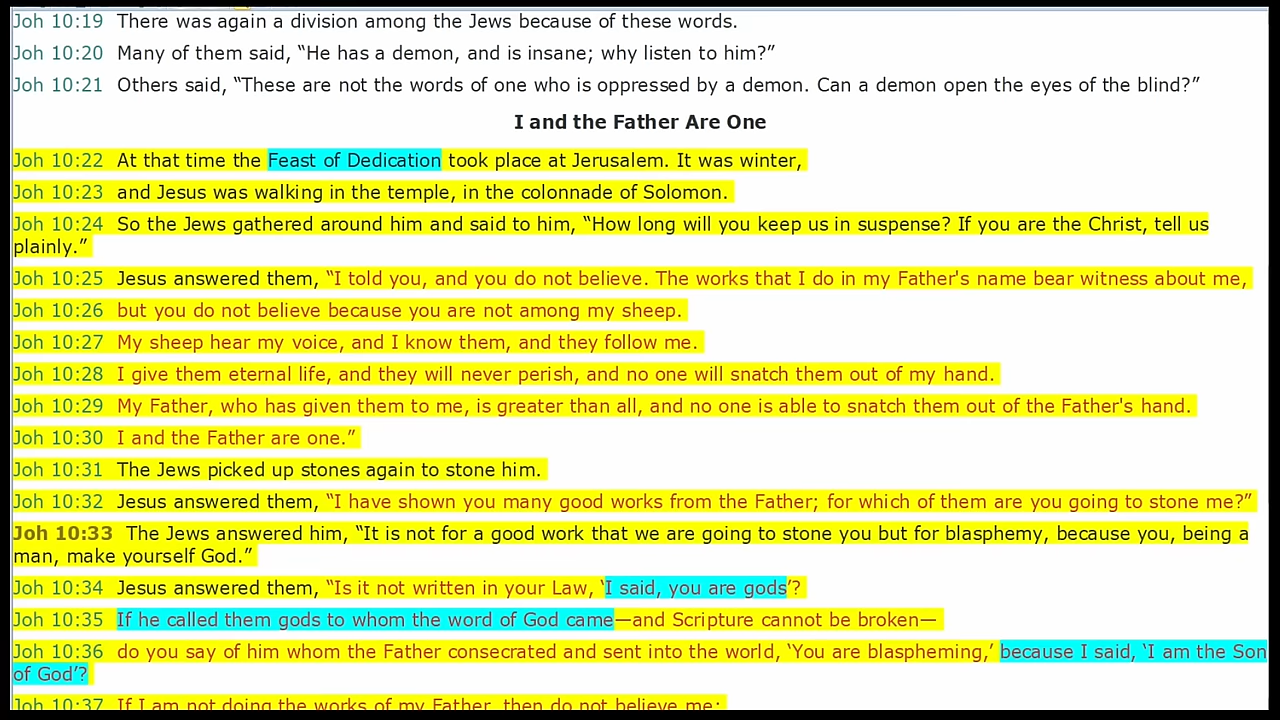 Joh 10:19 There was again a division among the Jews because of these words.
Joh 10:20 Many of them said, “He has a demon, and is insane; why listen to him?”
Joh 10:21 Others said, “These are not the words of one who is oppressed by a demon. Can a demon open the eyes of the blind?”
I and the Father Are One
Joh 10:22 At that time the Feast of Dedication took place at Jerusalem. It was winter,
Joh 10:23 and Jesus was walking in the temple, in the colonnade of Solomon.
Joh 10:24 So the Jews gathered around him and said to him, “How long will you keep us in suspense? If you are the Christ, tell us
plainly.”
Joh 10:25 Jesus answered them, “I told you, and you do not believe. The works that I do in my Father's name bear witness about me,
Joh 10:26 but you do not believe because you are not among my sheep.
Joh 10:27 My sheep hear my voice, and I know them, and they follow me.
Joh 10:28 I give them eternal life, and they will never perish, and no one will snatch them out of my hand.
Joh 10:29 My Father, who has given them to me, is greater than all, and no one is able to snatch them out of the Father's hand.
Joh 10:30 I and the Father are one.”
Joh 10:31 The Jews picked up stones again to stone him.
Joh 10:32 Jesus answered them, “I have shown you many good works from the Father; for which of them are you going to stone me?”
Joh 10:33 The Jews answered him, “It is not for a good work that we are going to stone you but for blasphemy, because you, being a
man, make yourself God.”
Joh 10:34 Jesus answered them, “Is it not written in your Law, ‘I said, you are gods’?
Joh 10:35 If he called them gods to whom the word of God came—and Scripture cannot be broken—
Joh 10:36 do you say of him whom the Father consecrated and sent into the world, ‘You are blaspheming,’ because I said, ‘I am the Son
of God’?
Joh 10:37 If I am not doing the works of my Father, then do not believe me;